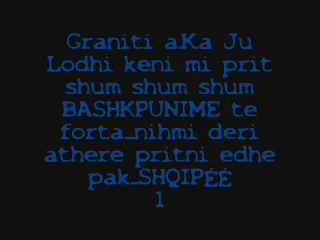 Graniti a.K.a Ju
Lodhi keni mi prit
shum shum shum
BASHKPUNIME te
forta...nihmi deri
athere pritni edhe
pak...SHQIPÉÉ
1